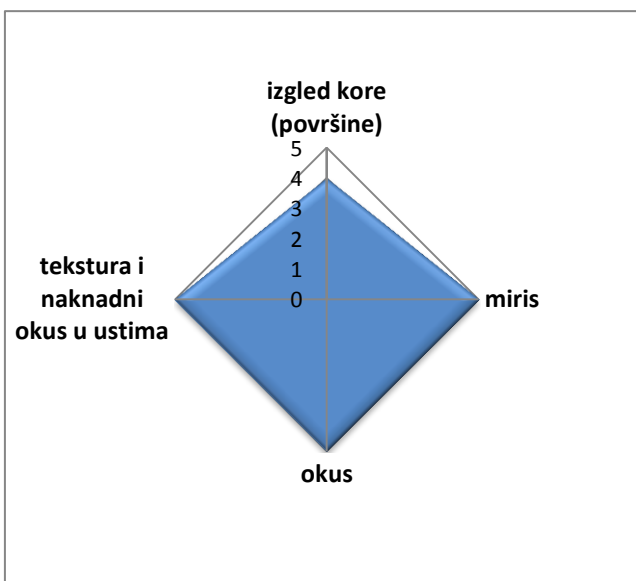 izgled kore
(površine)
5
4
3
2
1
0
tekstura i
naknadni
okus u ustima
miris
okus